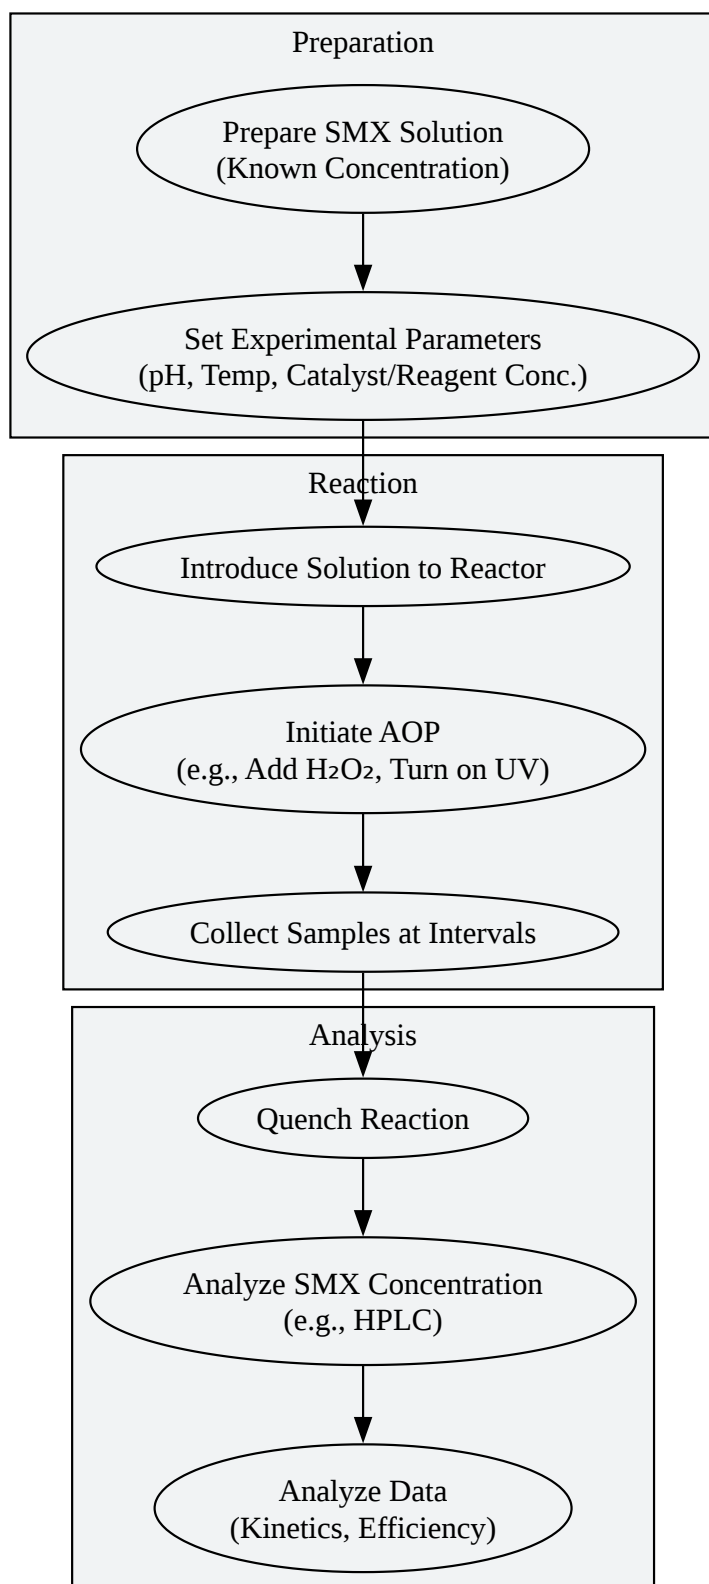 Preparation
Prepare SMX Solution
(Known Concentration)
Set Experimental Parameters
(pH, Temp, Catalyst/Reagent Conc.)
Reaction
Introduce Solution to Reactor
Initiate AOP
(e.g., Add H₂O₂, Turn on UV)
Collect Samples at Intervals
Analysis
Quench Reaction
Analyze SMX Concentration
(e.g., HPLC)
Analyze Data
(Kinetics, Efficiency)